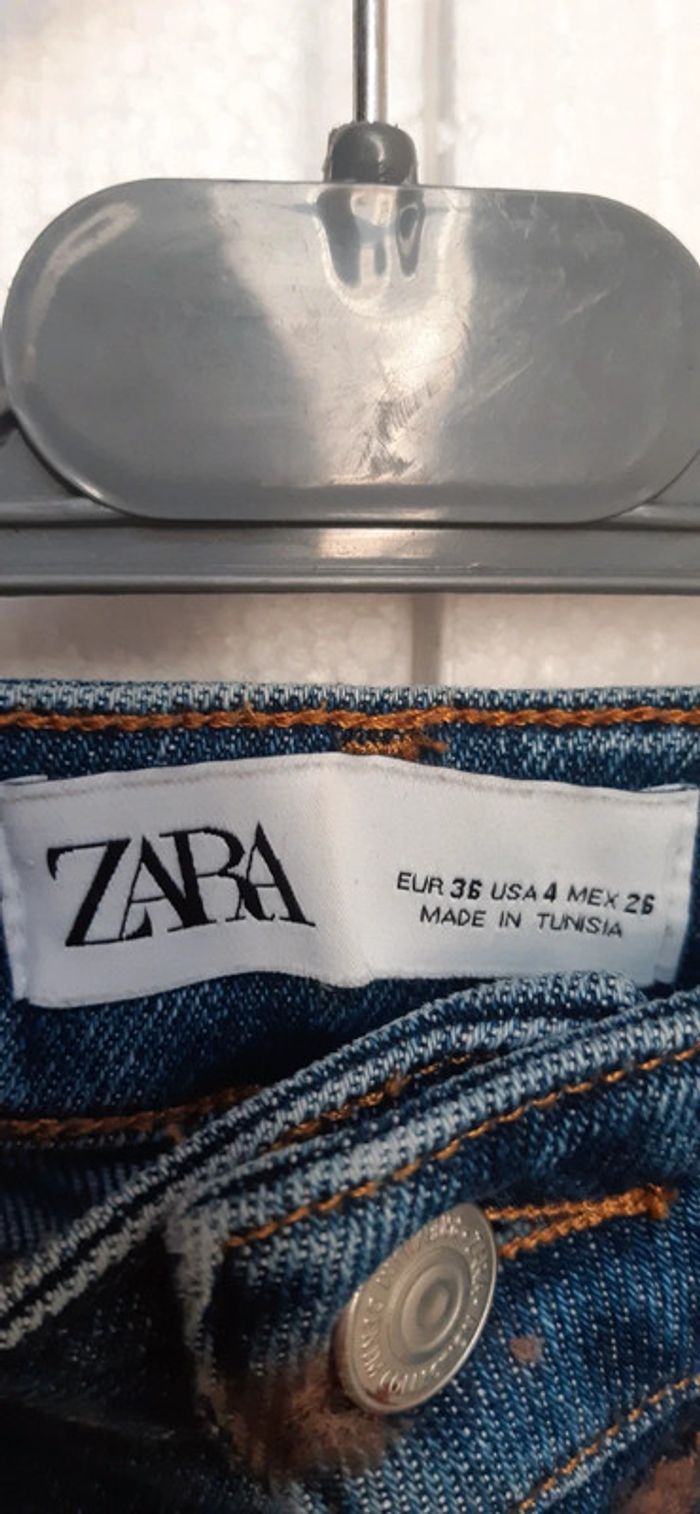 ZARA
EUR 36 USA 4 MEX 26
MADE IN TUNISIA